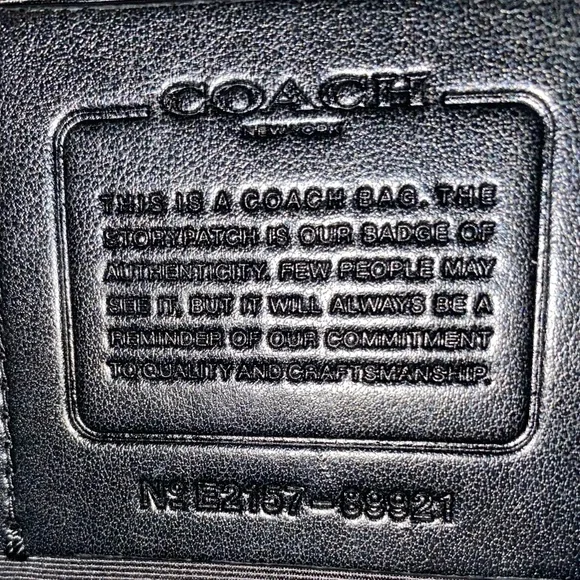 COACH
NEW YORK
THIS IS A COACH BAG. THE
STORYPATCH IS OUR BADGE OF
AUTHENTICITY. FEW PEOPLE MAY
SEE IT, BUT IT WILL ALWAYS BE A
REMINDER OF OUR COMMITMENT
TO QUALITY AND CRAFTSMANSHIP.
Nº E2157-99921